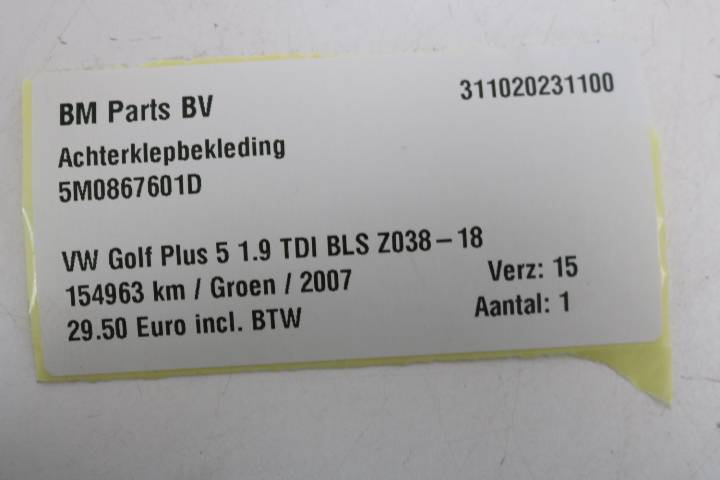 BM Parts BV 311020231100
Achterklepbekleding
5M0867601D
VW Golf Plus 5 1.9 TDI BLS Z038-18
154963 km / Groen / 2007 Verz: 15
29.50 Euro incl. BTW Aantal: 1